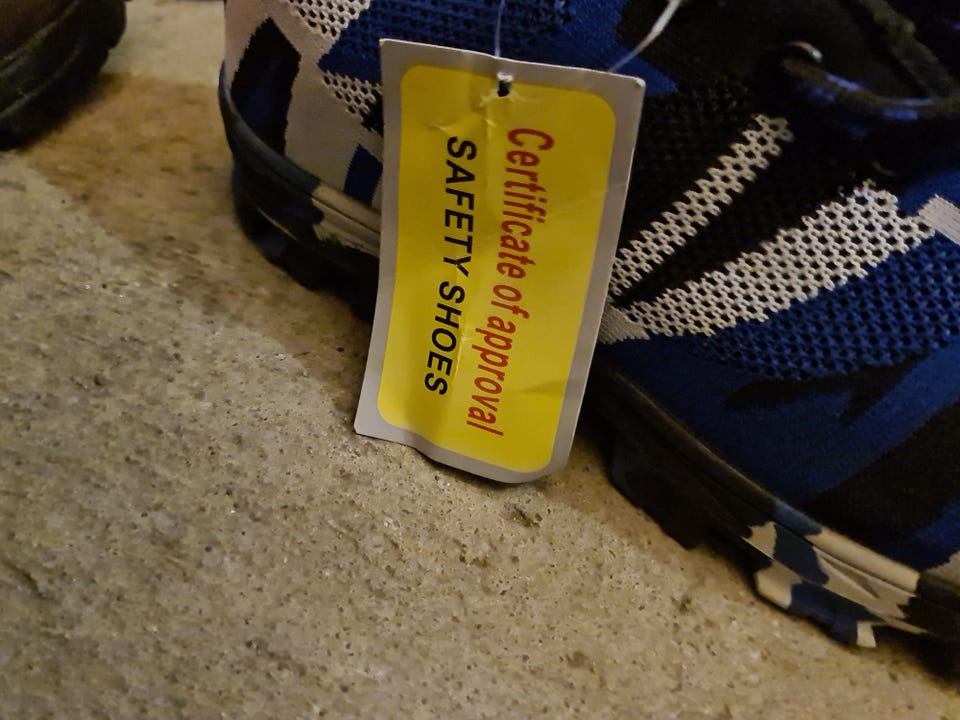 Certificate of approval
SAFETY SHOES